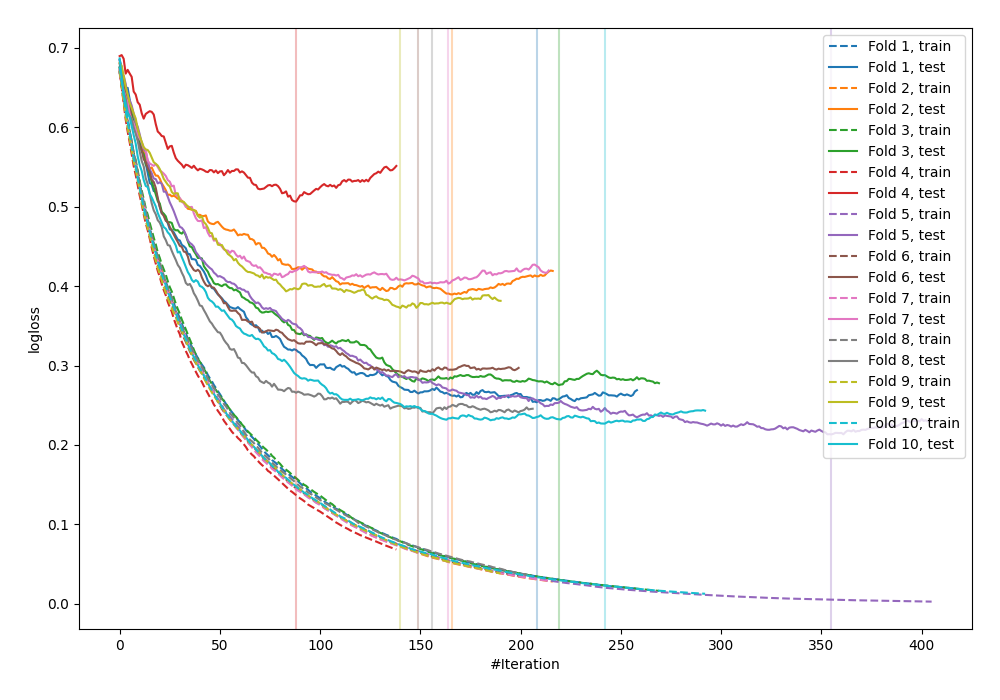 0.7
0.6
0.5
0.4
0.3
0.2
0.1
0.0
logloss
0
50
100
150
200
250
300
350
400
#Iteration
Fold 1, train
Fold 1, test
Fold 2, train
Fold 2, test
Fold 3, train
Fold 3, test
Fold 4, train
Fold 4, test
Fold 5, train
Fold 5, test
Fold 6, train
Fold 6, test
Fold 7, train
Fold 7, test
Fold 8, train
Fold 8, test
Fold 9, train
Fold 9, test
Fold 10, train
Fold 10, test